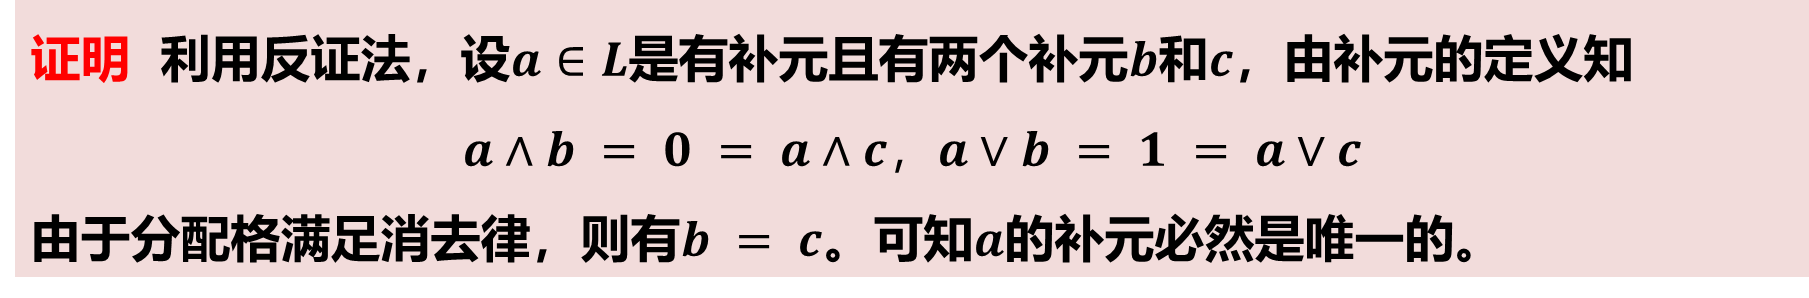 证明 利用反证法，设a ∈ L是有补元且有两个补元b和c，由补元的定义知
a ∧ b = 0 = a ∧ c, a ∨ b = 1 = a ∨ c
由于分配格满足消去律，则有b = c。可知a的补元必然是唯一的。